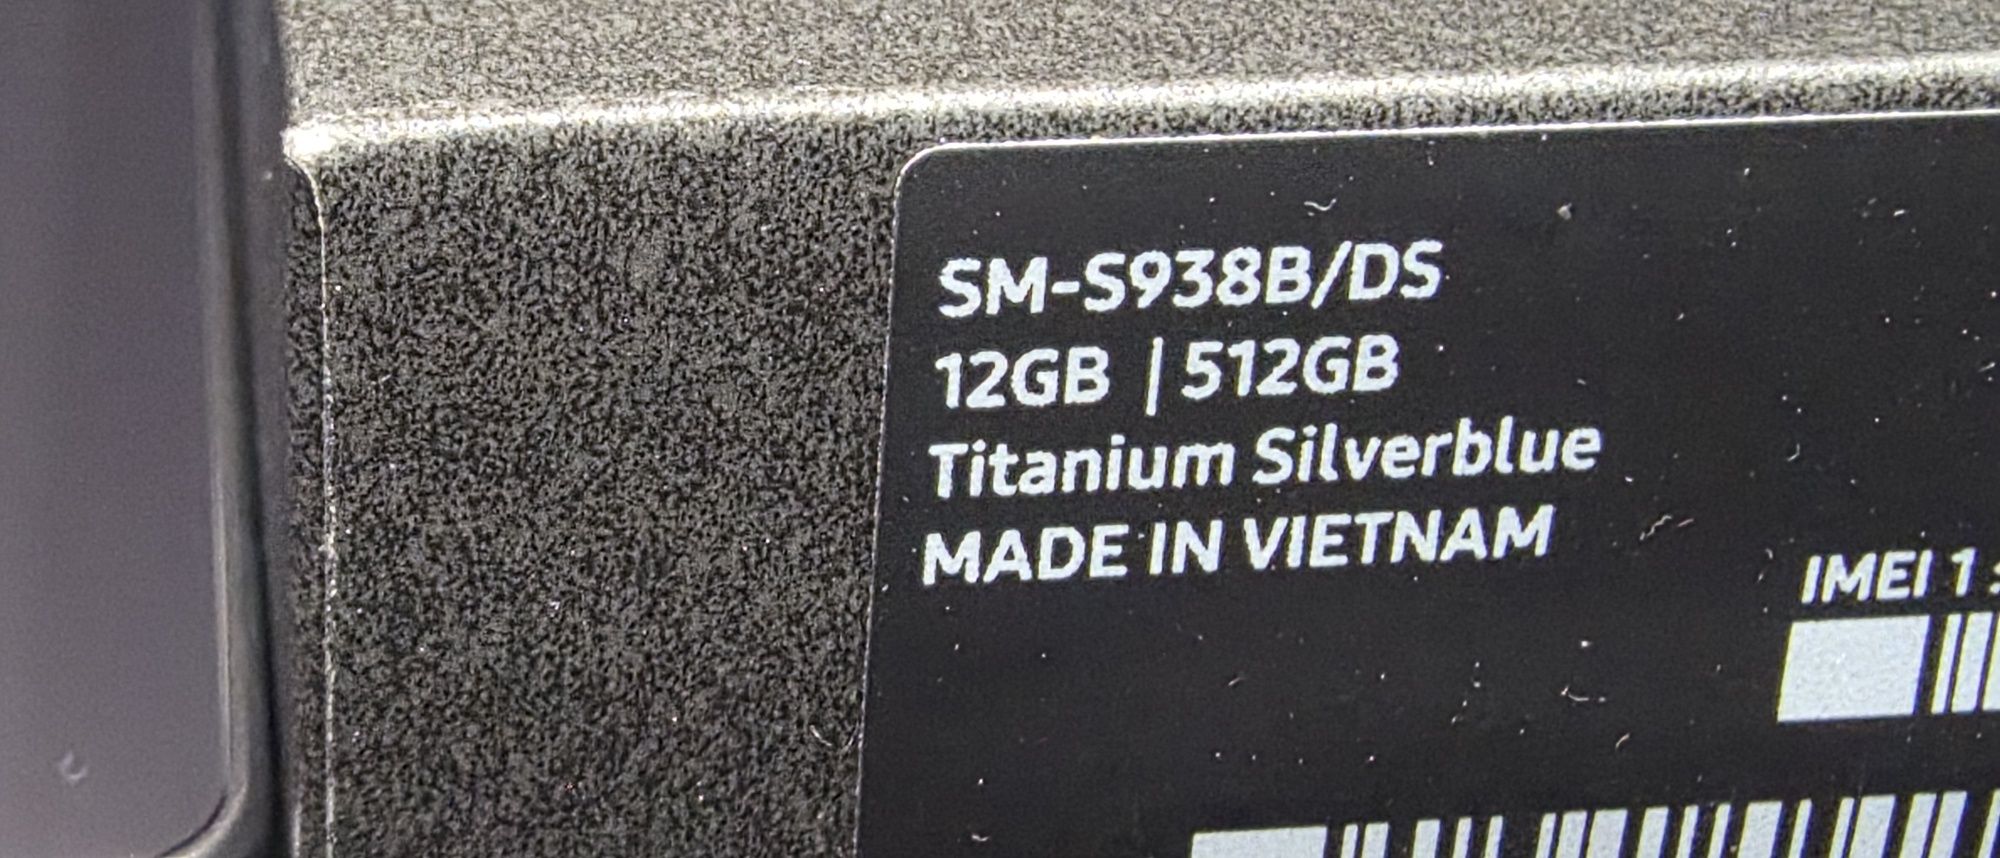 SM-S938B/DS
12GB | 512GB
Titanium Silverblue
MADE IN VIETNAM
IMEI 1 :